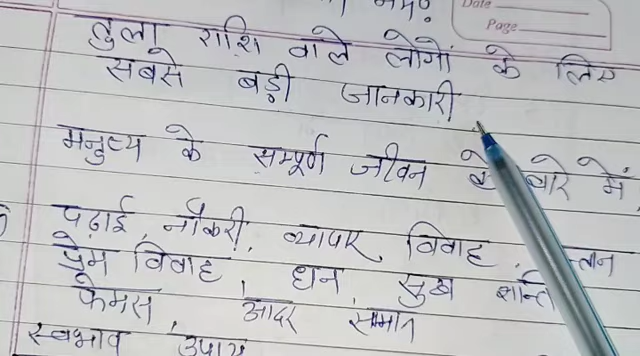 Date
Page
तुला राशि वाले लोगों के लिए
सबसे बड़ी जानकारी
मनुष्य के सम्पूर्ण जीवन के बारे में,
पढ़ाई, नौकरी, व्यापर, विवाह,
प्रेम विवाह, धन, सुख शान्ति
फेमस, आदर समान
स्वभाव, उपाय